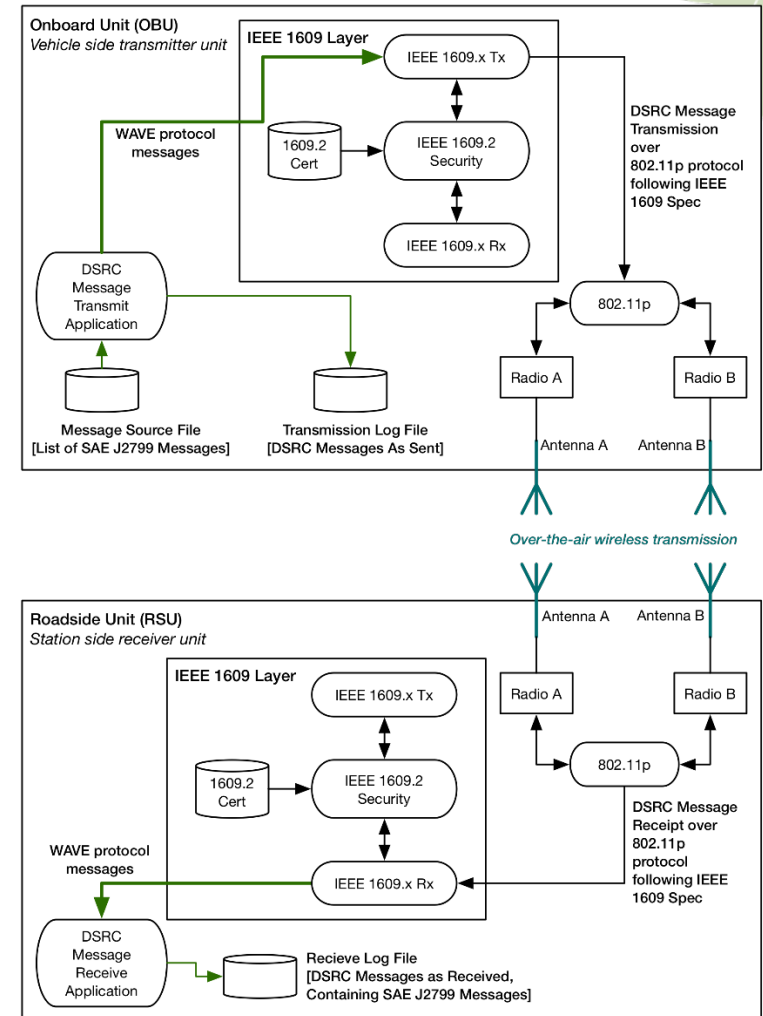 Onboard Unit (OBU)
Vehicle side transmitter unit
IEEE 1609 Layer
IEEE 1609.x Tx
WAVE protocol
messages
1609.2
Cert
IEEE 1609.2
Security
IEEE 1609.x Rx
DSRC Message
Transmission
over
802.11p protocol
following IEEE
1609 Spec
DSRC
Message
Transmit
Application
802.11p
Radio A
Radio B
Message Source File
[List of SAE J2799 Messages]
Transmission Log File
[DSRC Messages As Sent]
Antenna A
Antenna B
Over-the-air wireless transmission
Roadside Unit (RSU)
Station side receiver unit
Antenna A
Antenna B
IEEE 1609 Layer
IEEE 1609.x Tx
Radio A
Radio B
1609.2
Cert
IEEE 1609.2
Security
802.11p
DSRC Message
Receipt over
802.11p
protocol
following IEEE
1609 Spec
WAVE protocol
messages
IEEE 1609.x Rx
DSRC
Message
Receive
Application
Recieve Log File
[DSRC Messages as Received,
Containing SAE J2799 Messages]